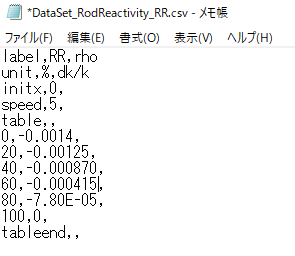 *DataSet_RodReactivity_RR.csv - メモ帳
ファイル(F) 編集(E) 書式(O) 表示(V) ヘルプ(H)
label,RR,rho
unit,%,dk/k
initx,0,
speed,5,
table,,
0,-0.0014,
20,-0.00125,
40,-0.000870,
60,-0.000415,
80,-7.80E-05,
100,0,
tableend,,